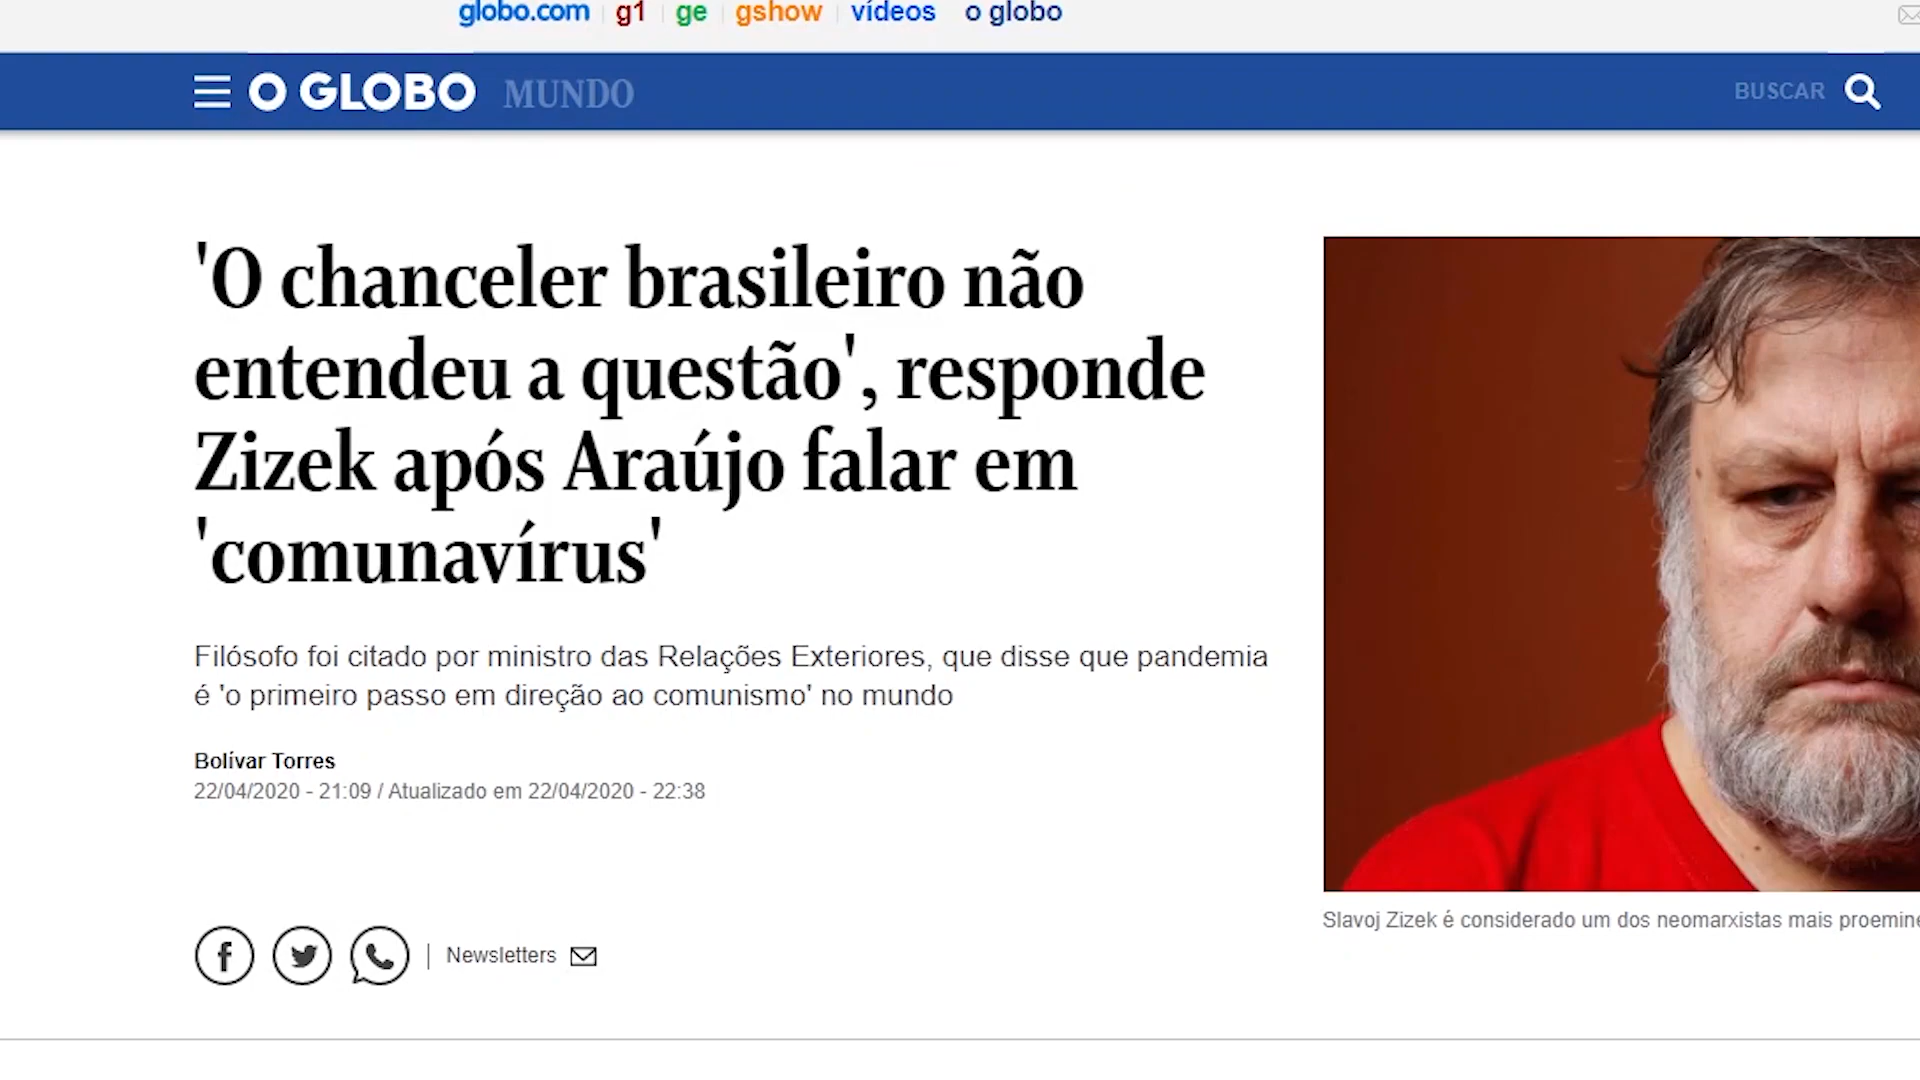 globo.com g1 ge gshow vídeos o globo
O GLOBO MUNDO BUSCAR
'O chanceler brasileiro não
entendeu a questão', responde
Zizek após Araújo falar em
'comunavírus'
Filósofo foi citado por ministro das Relações Exteriores, que disse que pandemia
é 'o primeiro passo em direção ao comunismo' no mundo
Bolívar Torres
22/04/2020 - 21:09 / Atualizado em 22/04/2020 - 22:38
Slavoj Zizek é considerado um dos neomarxistas mais
Newsletters